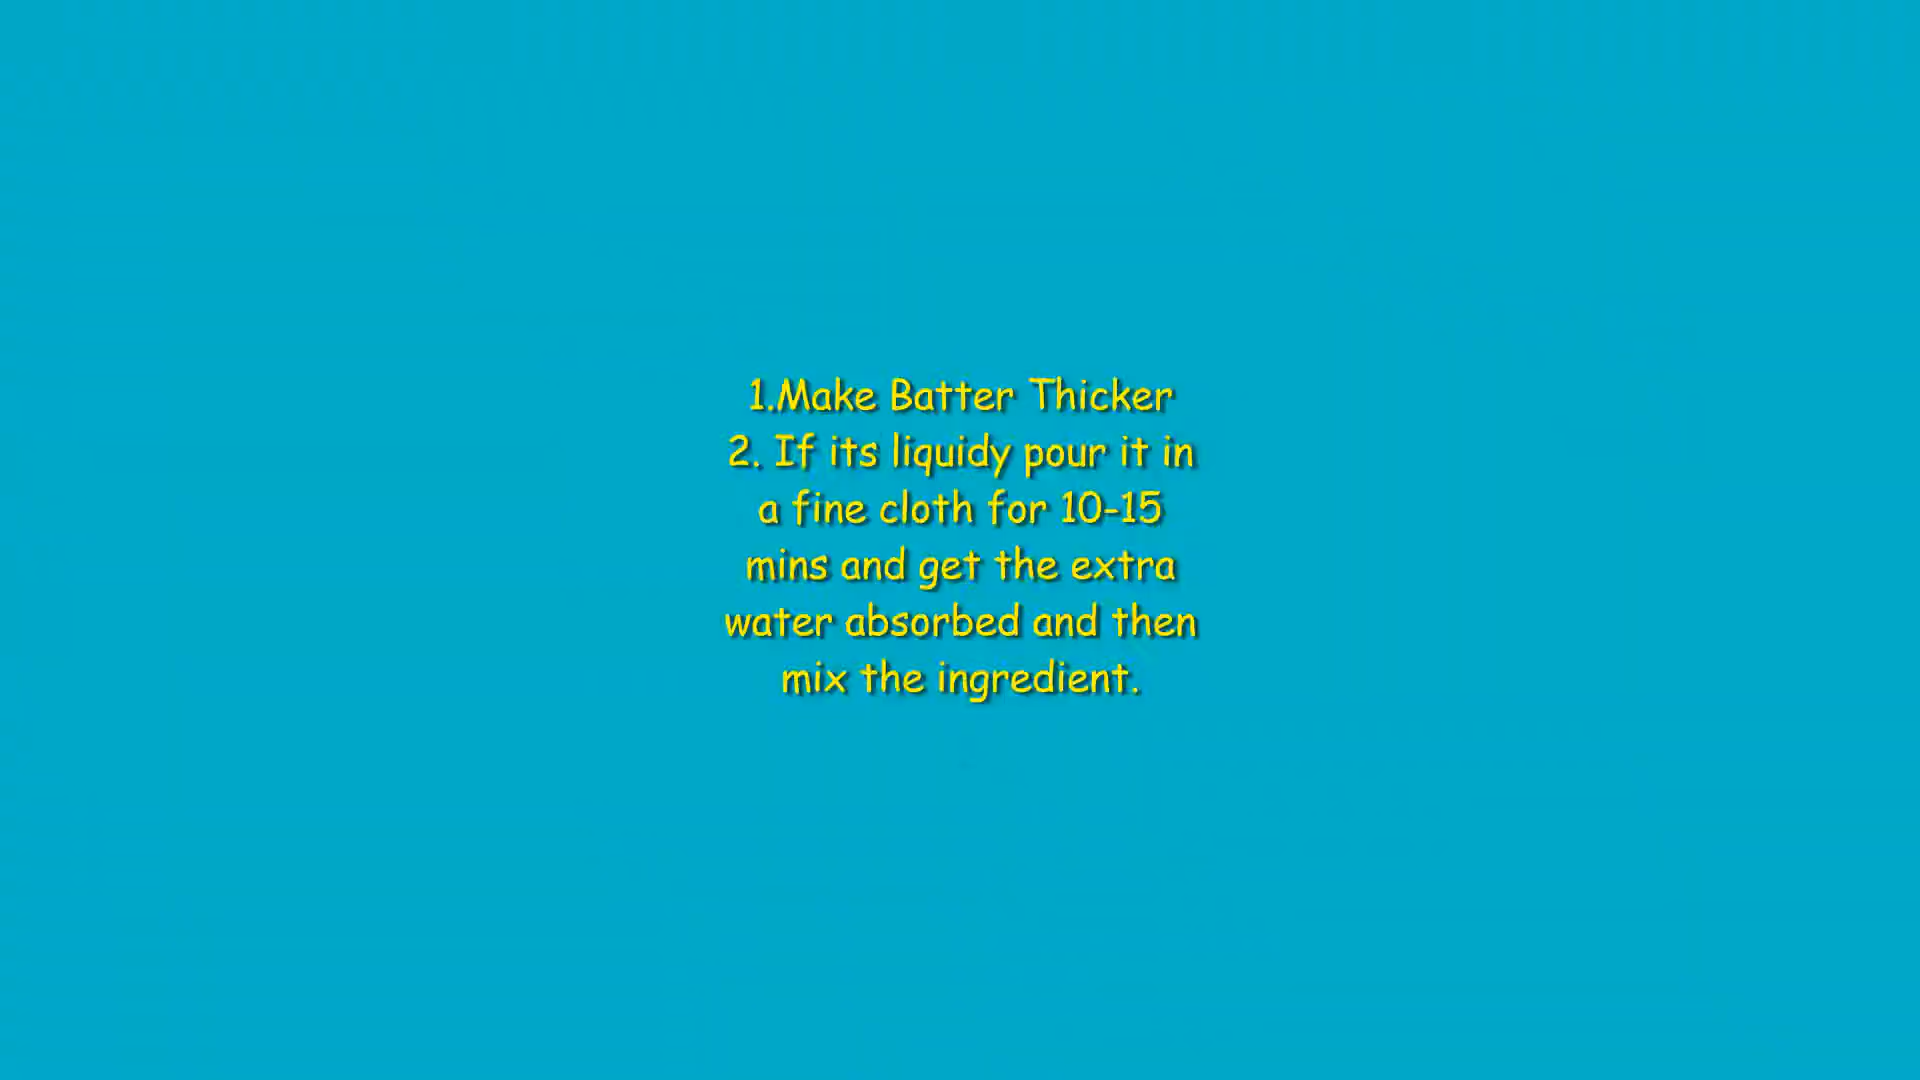 1.Make Batter Thicker
2. If its liquidy pour it in
a fine cloth for 10-15
mins and get the extra
water absorbed and then
mix the ingredient.